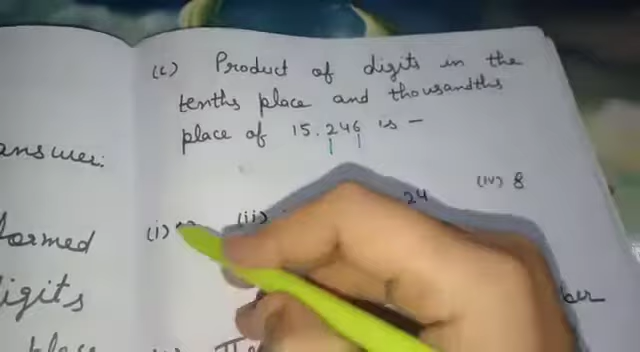 (c) Product of digits in the
tenths place and thousandths
place of 15.246 is -
answer:
(i) (ii) 24 (iv) 8
formed
digits
place